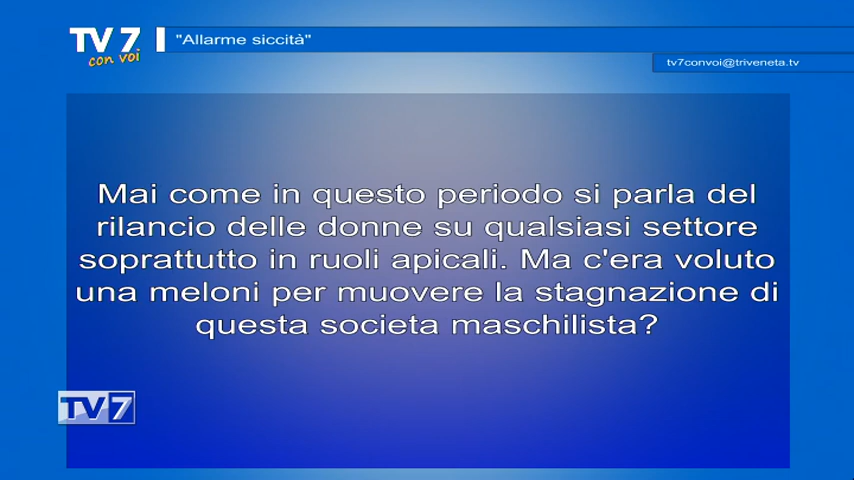 TV 7
con voi
"Allarme siccità"
tv7convoi@triveneta.tv
Mai come in questo periodo si parla del
rilancio delle donne su qualsiasi settore
soprattutto in ruoli apicali. Ma c'era voluto
una meloni per muovere la stagnazione di
questa societa maschilista?
TV7